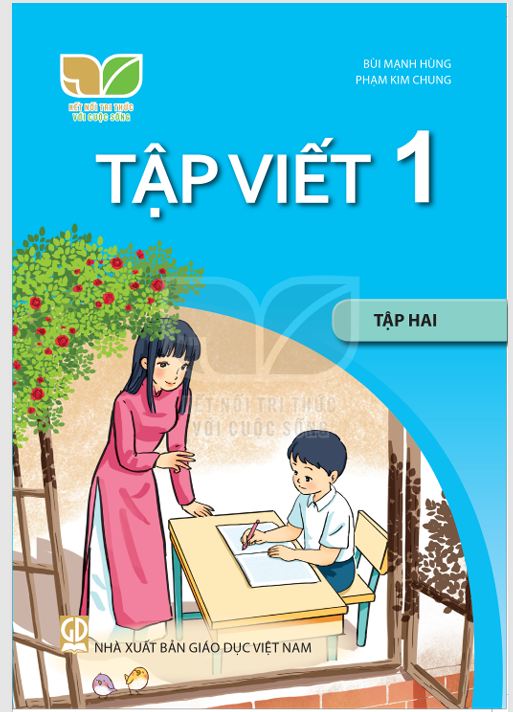 BÙI MẠNH HÙNG
PHẠM KIM CHUNG
KẾT NỐI TRI THỨC
VỚI CUỘC SỐNG
TẬP VIẾT 1
TẬP HAI
KẾT NỐI TRI THỨC
VỚI CUỘC SỐNG
GD
NHÀ XUẤT BẢN GIÁO DỤC VIỆT NAM